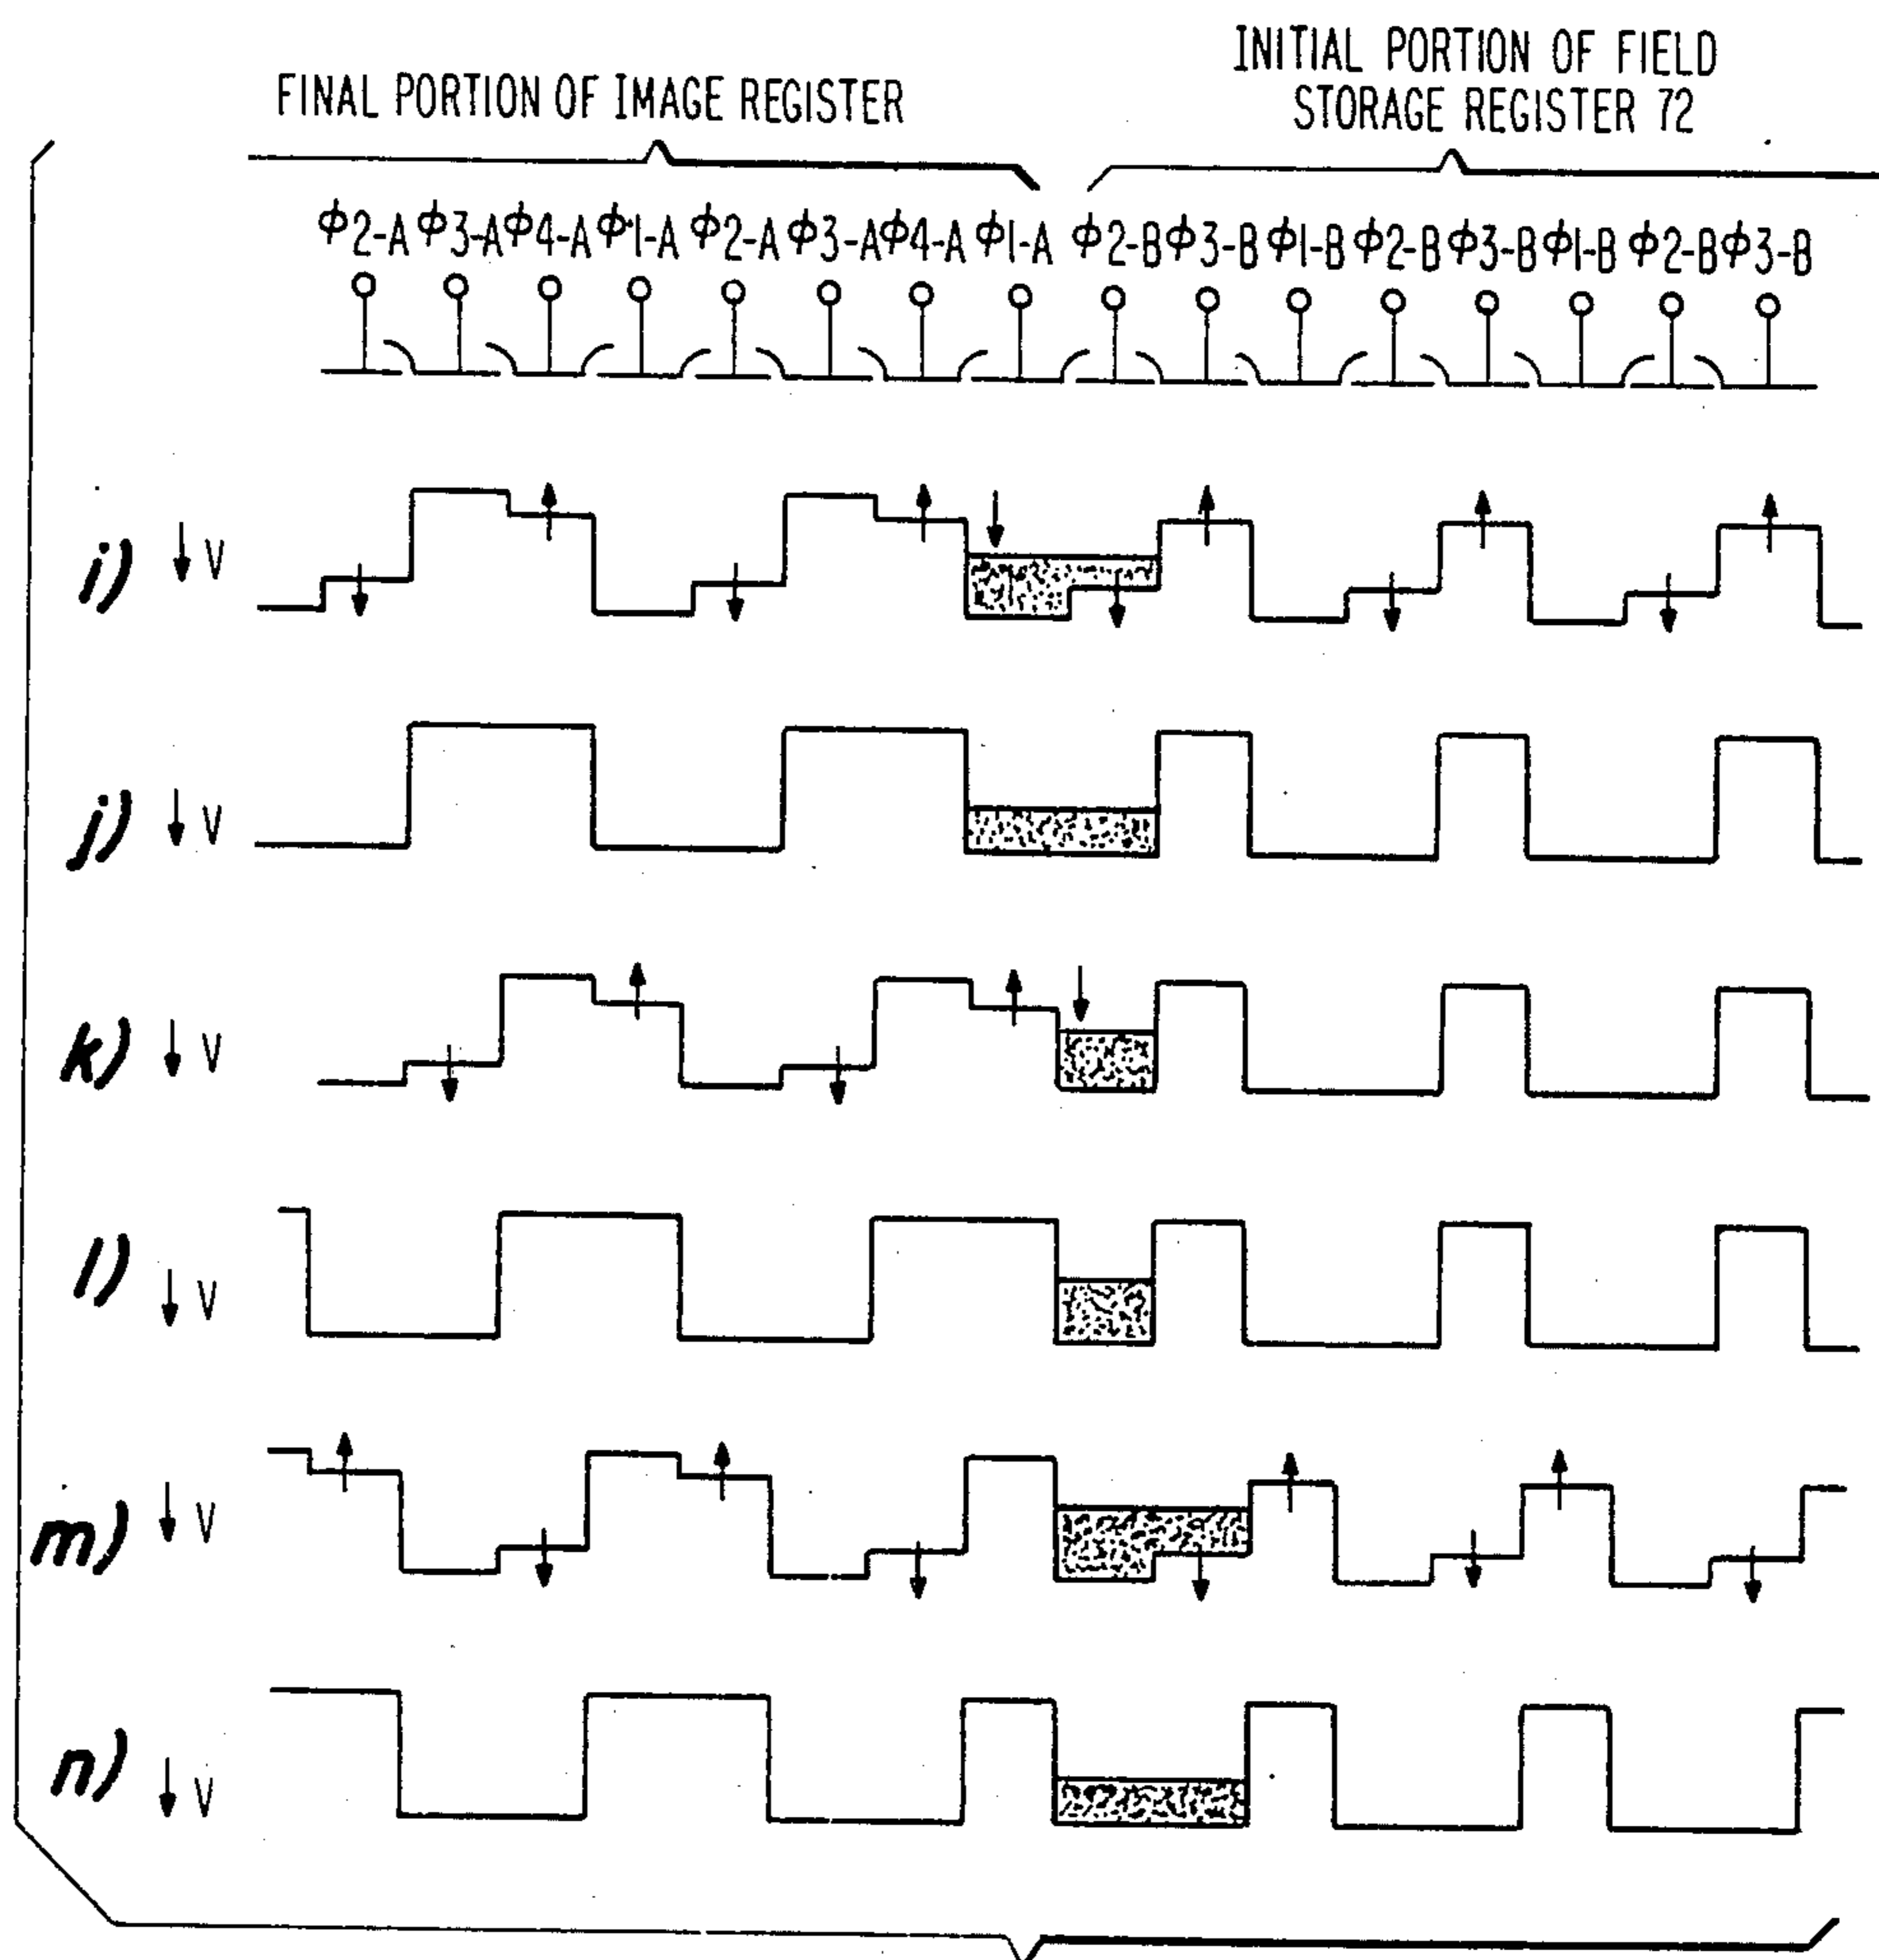 FINAL PORTION OF IMAGE REGISTER
INITIAL PORTION OF FIELD
STORAGE REGISTER 72
ϕ2-A ϕ3-A ϕ4-A ϕ1-A ϕ2-A ϕ3-A ϕ4-A ϕ1-A ϕ2-B ϕ3-B ϕ1-B ϕ2-B ϕ3-B ϕ1-B ϕ2-B ϕ3-B
i) ↓ V
j) ↓ V
k) ↓ V
l) ↓ V
m) ↓ V
n) ↓ V